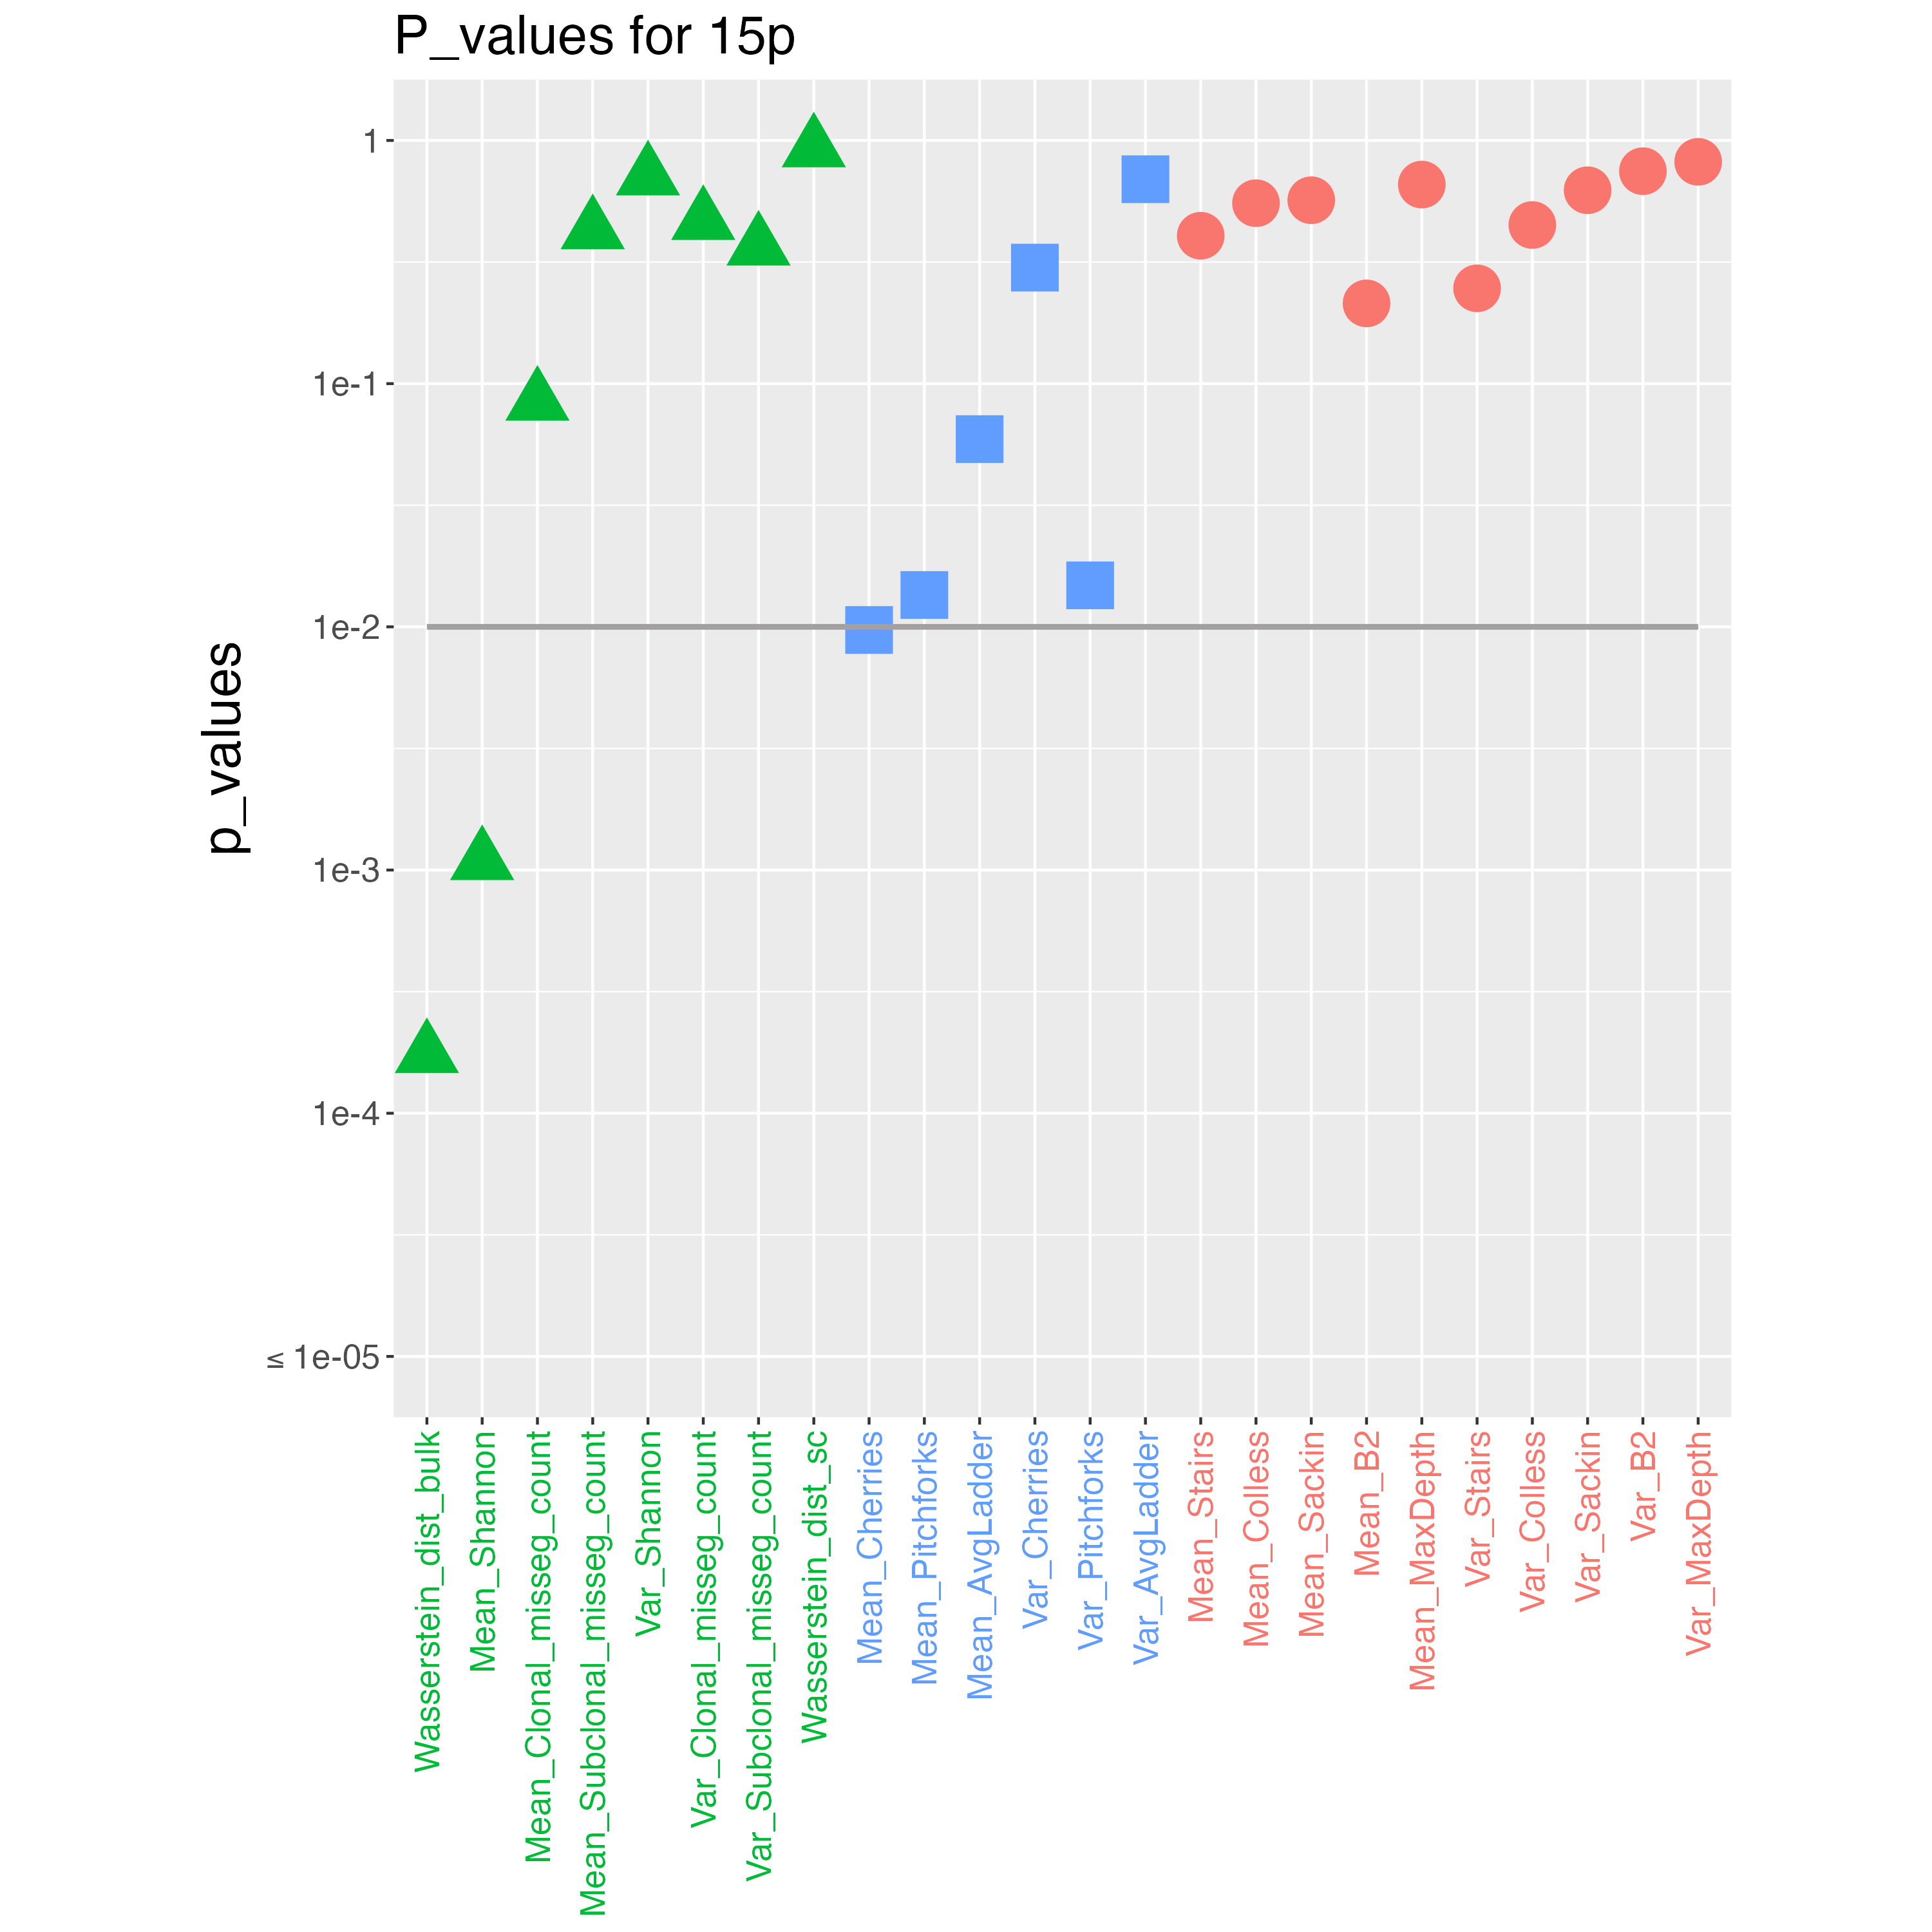 P_values for 15p
p_values
1
1e-1
1e-2
1e-3
1e-4
≤ 1e-05
Wasserstein_dist_bulk
Mean_Shannon
Mean_Clonal_misseg_count
Mean_Subclonal_misseg_count
Var_Shannon
Var_Clonal_misseg_count
Var_Subclonal_misseg_count
Wasserstein_dist_sc
Mean_Cherries
Mean_Pitchforks
Mean_AvgLadder
Var_Cherries
Var_Pitchforks
Var_AvgLadder
Mean_Stairs
Mean_Colless
Mean_Sackin
Mean_B2
Mean_MaxDepth
Var_Stairs
Var_Colless
Var_Sackin
Var_B2
Var_MaxDepth